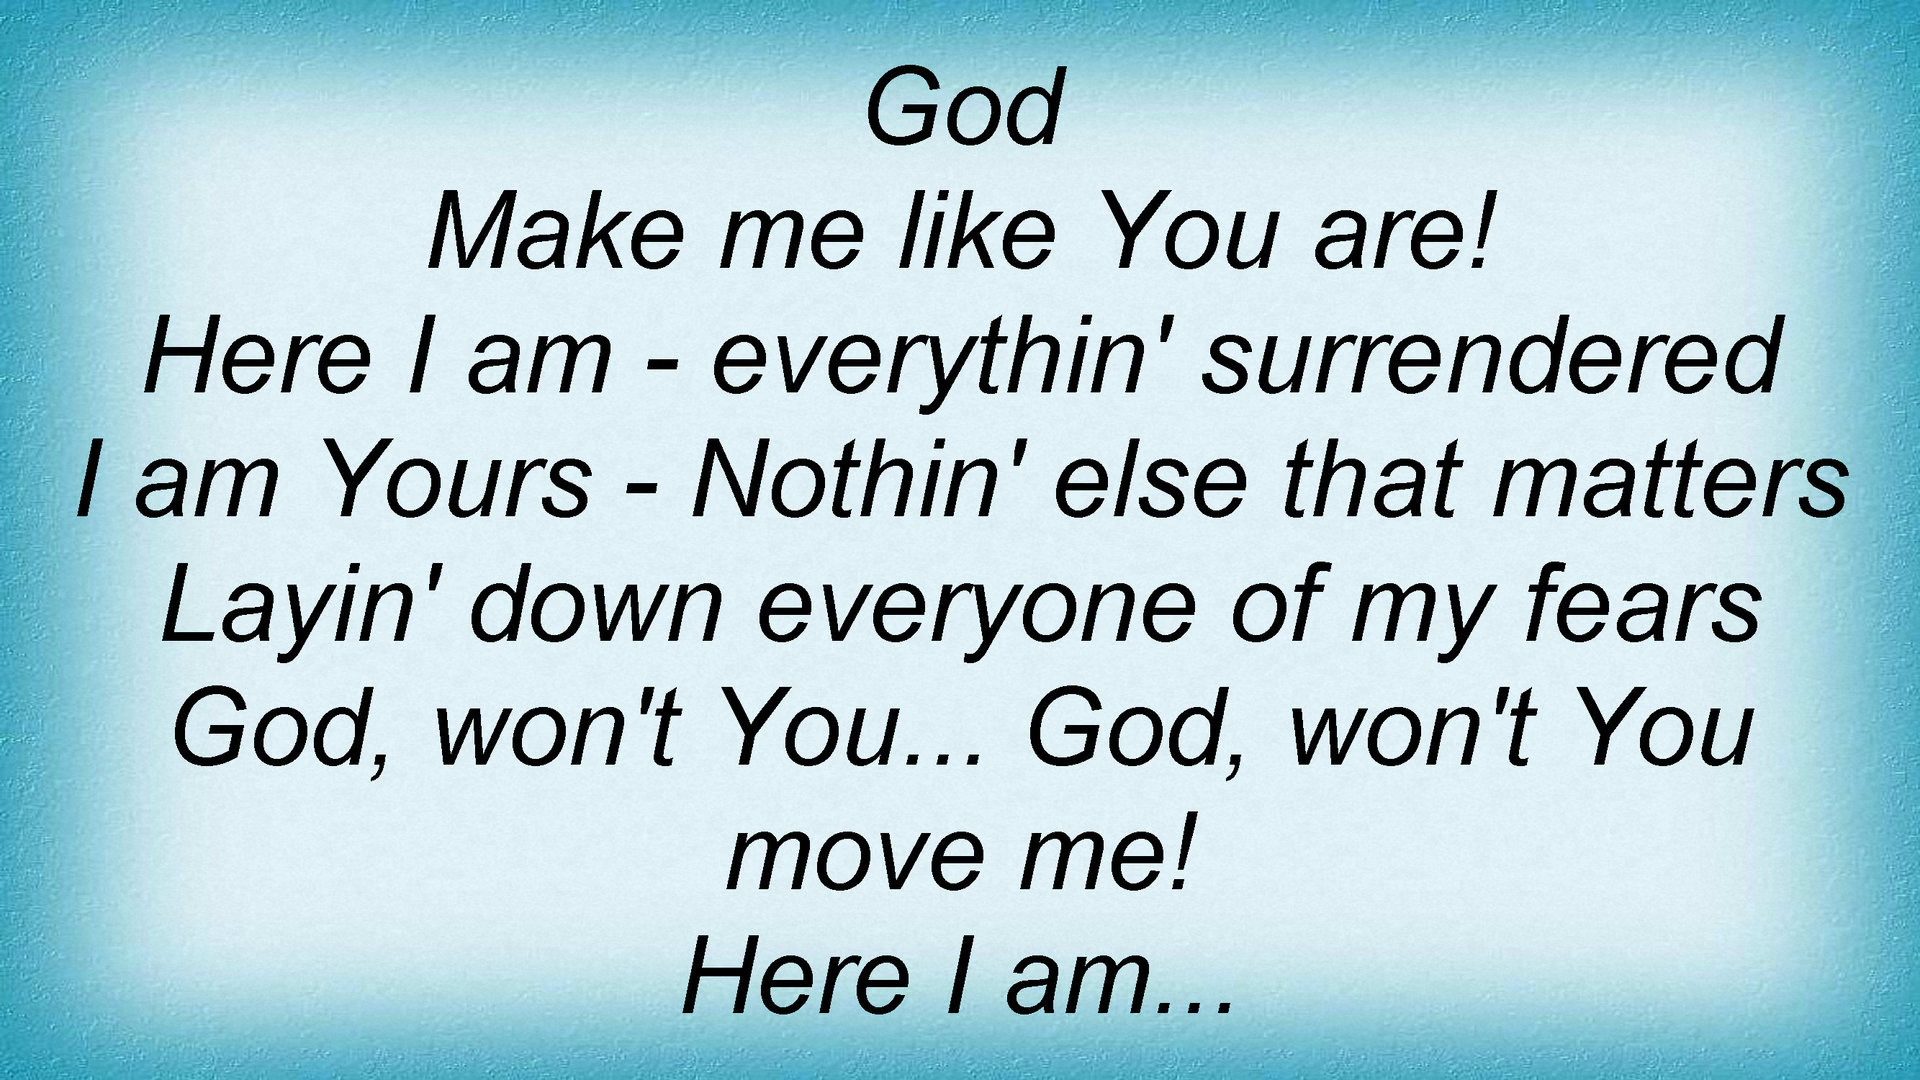 God
Make me like You are!
Here I am - everythin' surrendered
I am Yours - Nothin' else that matters
Layin' down everyone of my fears
God, won't You... God, won't You
move me!
Here I am...